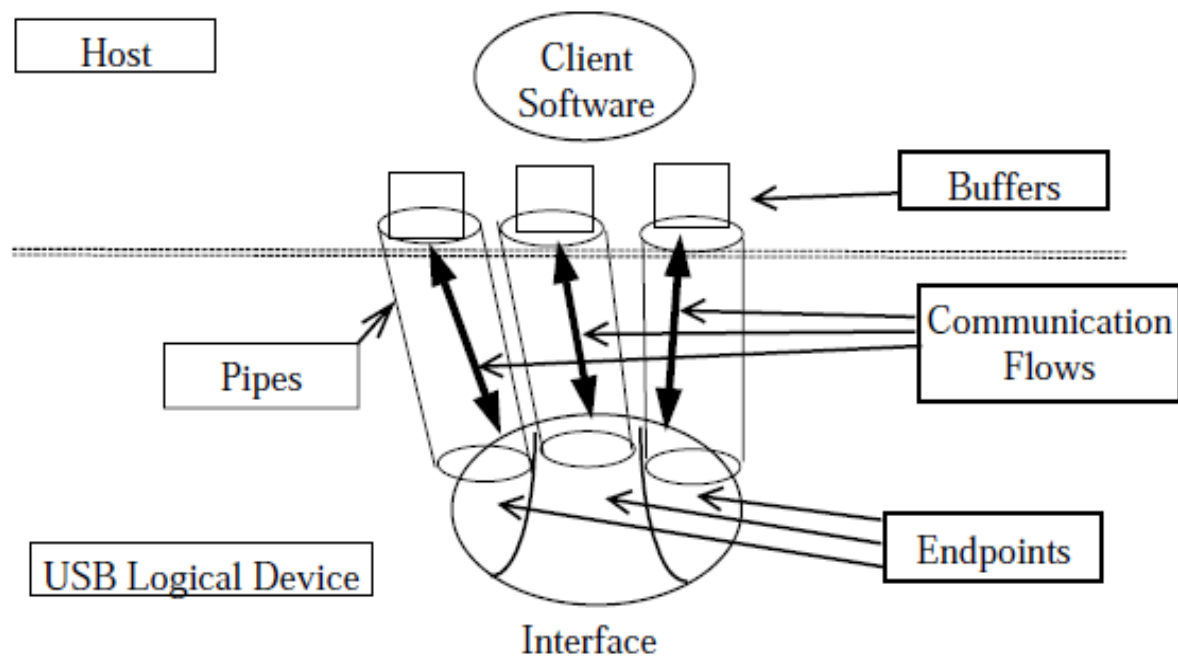 Host
Client
Software
Buffers
Communication
Flows
Pipes
Endpoints
USB Logical Device
Interface